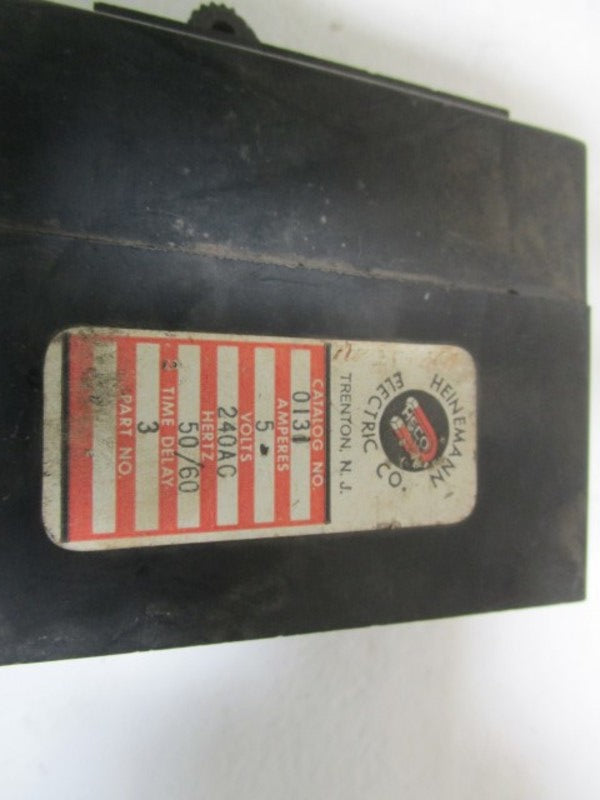 HEINEMANN
ELECTRIC CO.
HECO
TRENTON, N. J.
CATALOG NO.
0131
AMPERES
5
VOLTS
240AC
HERTZ
50/60
TIME DELAY
3
PART NO.